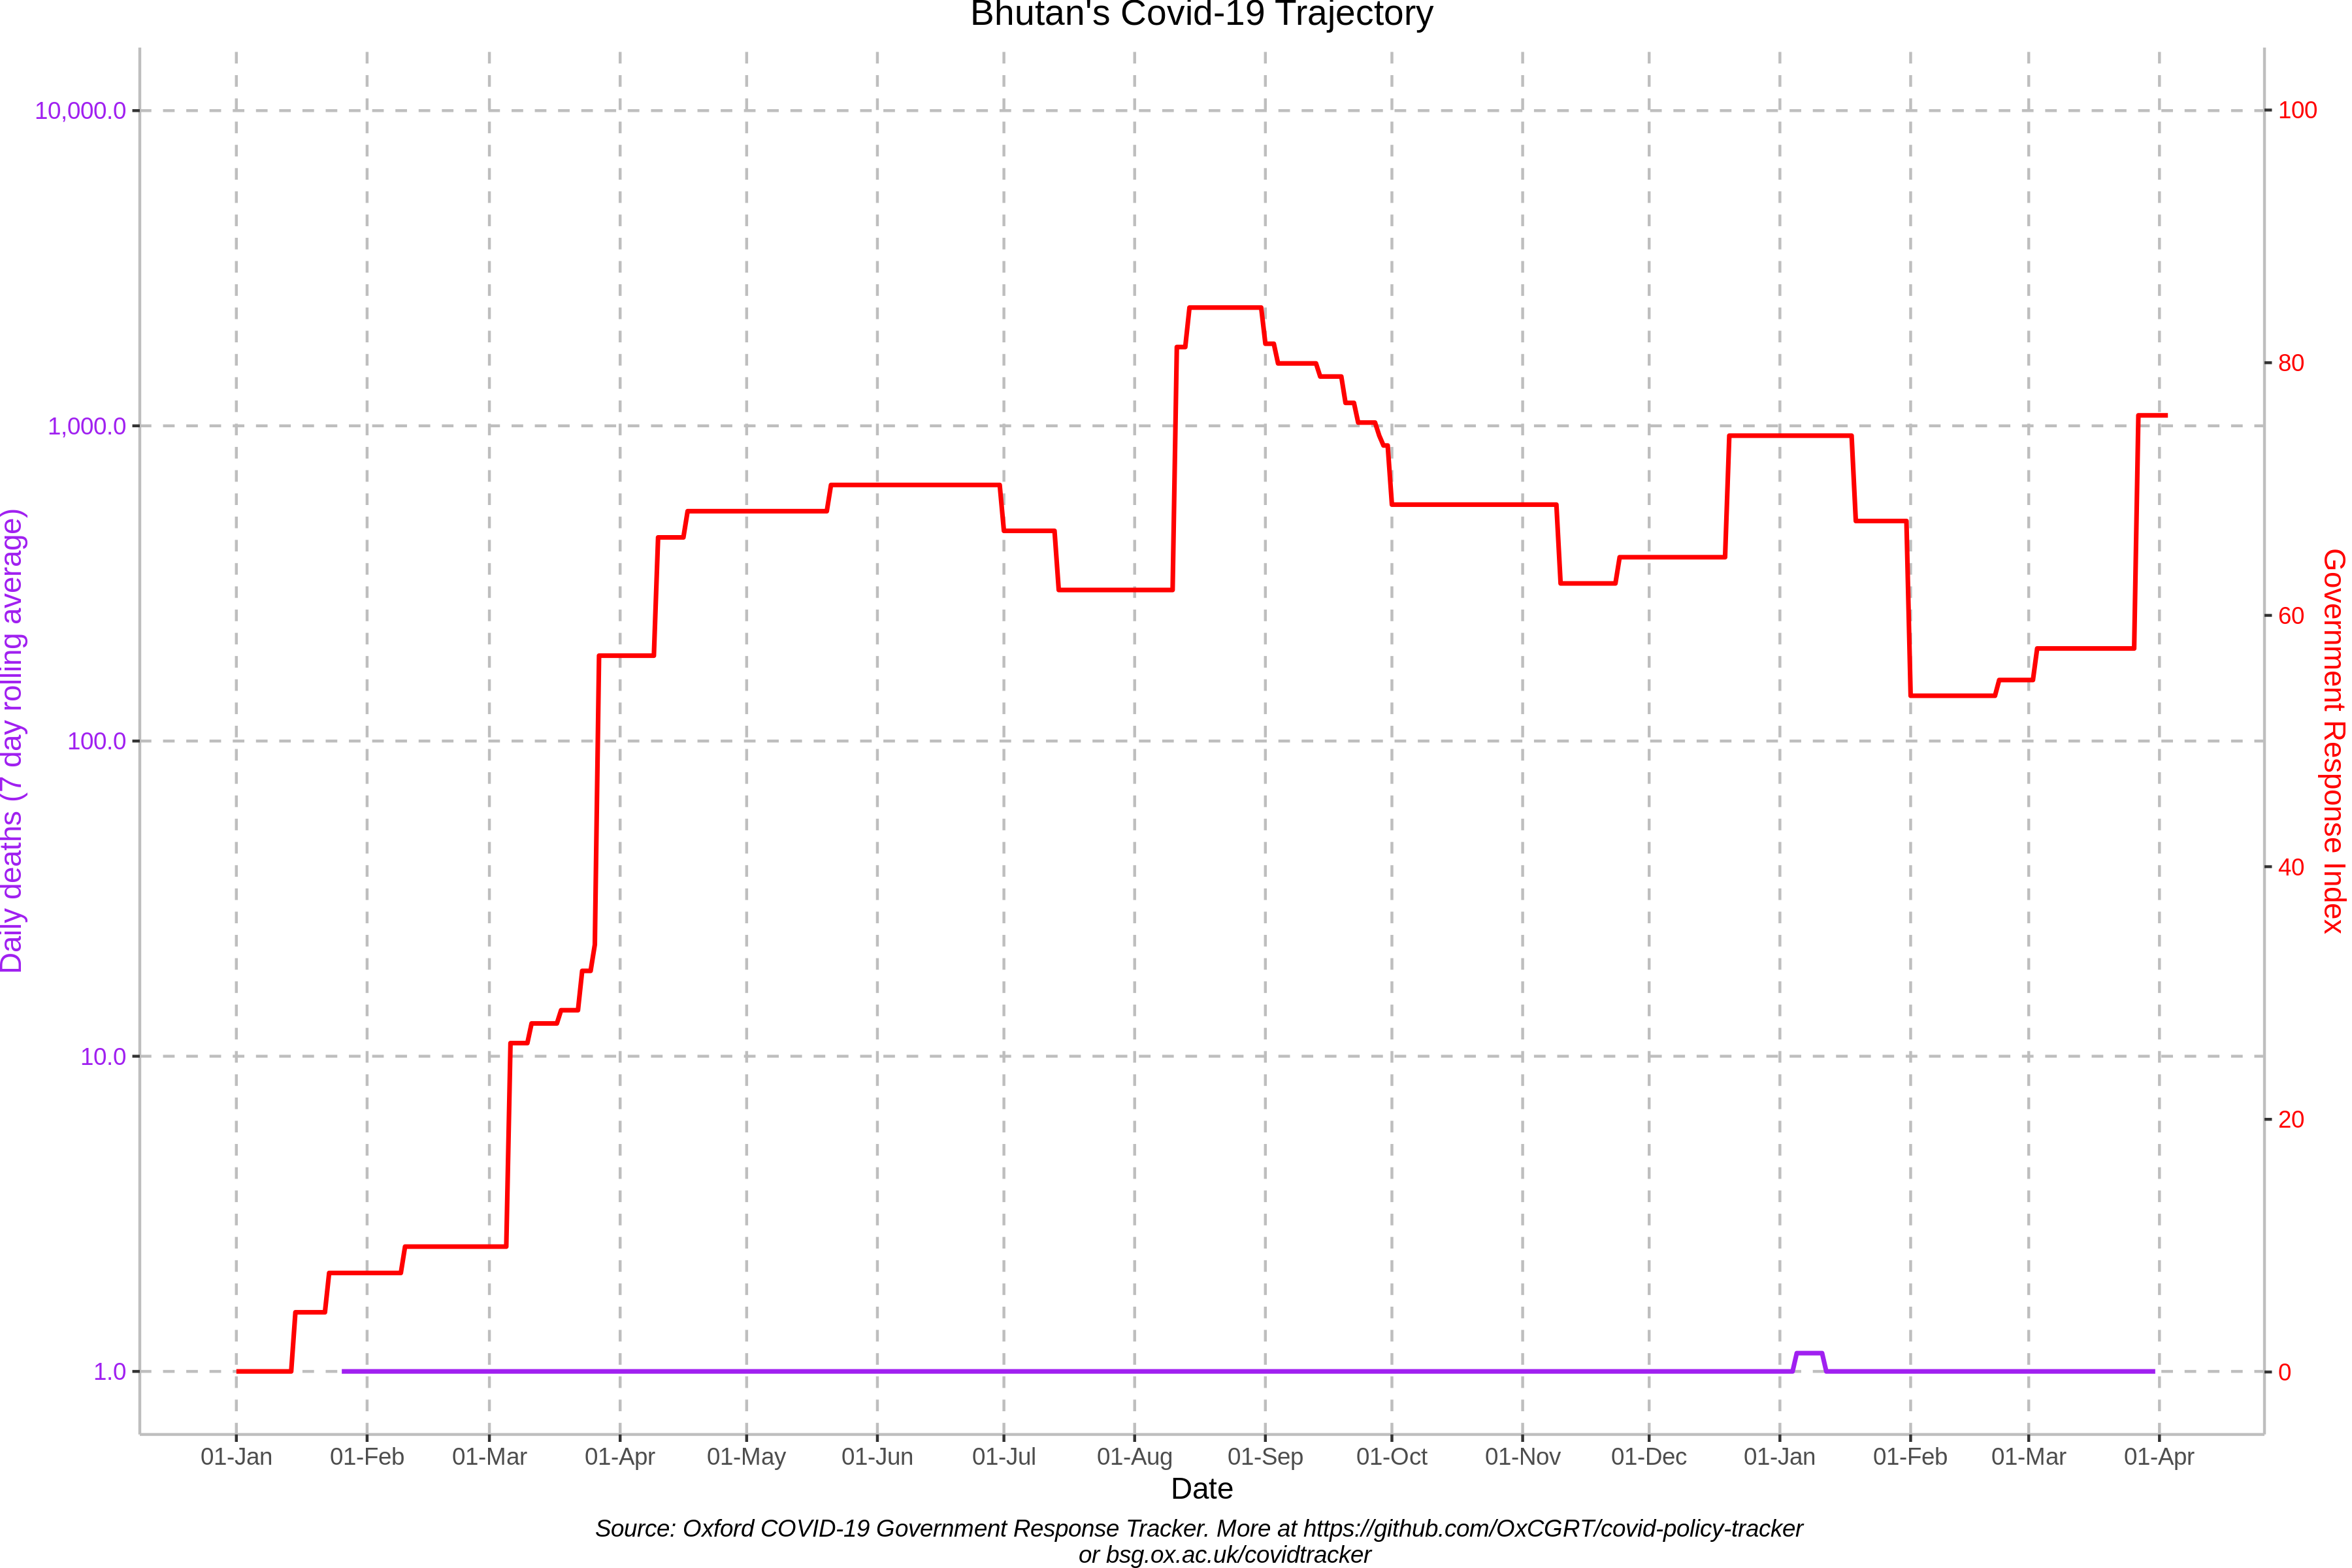 Bhutan's Covid-19 Trajectory
10,000.0
1,000.0
100.0
10.0
1.0
Daily deaths (7 day rolling average)
100
80
60
40
20
0
Government Response Index
01-Jan 01-Feb 01-Mar 01-Apr 01-May 01-Jun 01-Jul 01-Aug 01-Sep 01-Oct 01-Nov 01-Dec 01-Jan 01-Feb 01-Mar 01-Apr
Date
Source: Oxford COVID-19 Government Response Tracker. More at https://github.com/OxCGRT/covid-policy-tracker
or bsg.ox.ac.uk/covidtracker